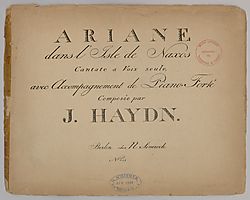 ARIANE
dans l'Isle de Naxos
Cantate a Voix seule,
avec Accompagnement de Piano-Forte
Composée par
J. HAYDN.
Berlin chez N. Simrock